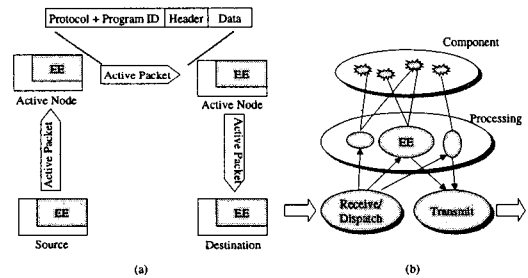 Protocol + Program ID Header Data
Active Packet
EE
Active Node
EE
Active Node
Active Packet
Active Packet
EE
Source
EE
Destination
(a)
Component
Processing
EE
Receive/
Dispatch
Transmit
(b)